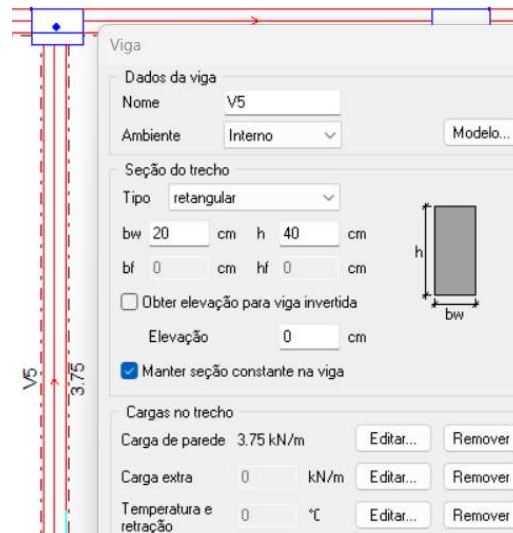 Viga
Dados da viga
Nome V5
Ambiente Interno Modelo...
Seção do trecho
Tipo retangular
bw 20 cm h 40 cm
bf 0 cm hf 0 cm
h
bw
Obter elevação para viga invertida
Elevação 0 cm
Manter seção constante na viga
V5
3.75
Cargas no trecho
Carga de parede 3.75 kN/m Editar... Remover
Carga extra 0 kN/m Editar... Remover
Temperatura e
retração 0 °C Editar... Remover